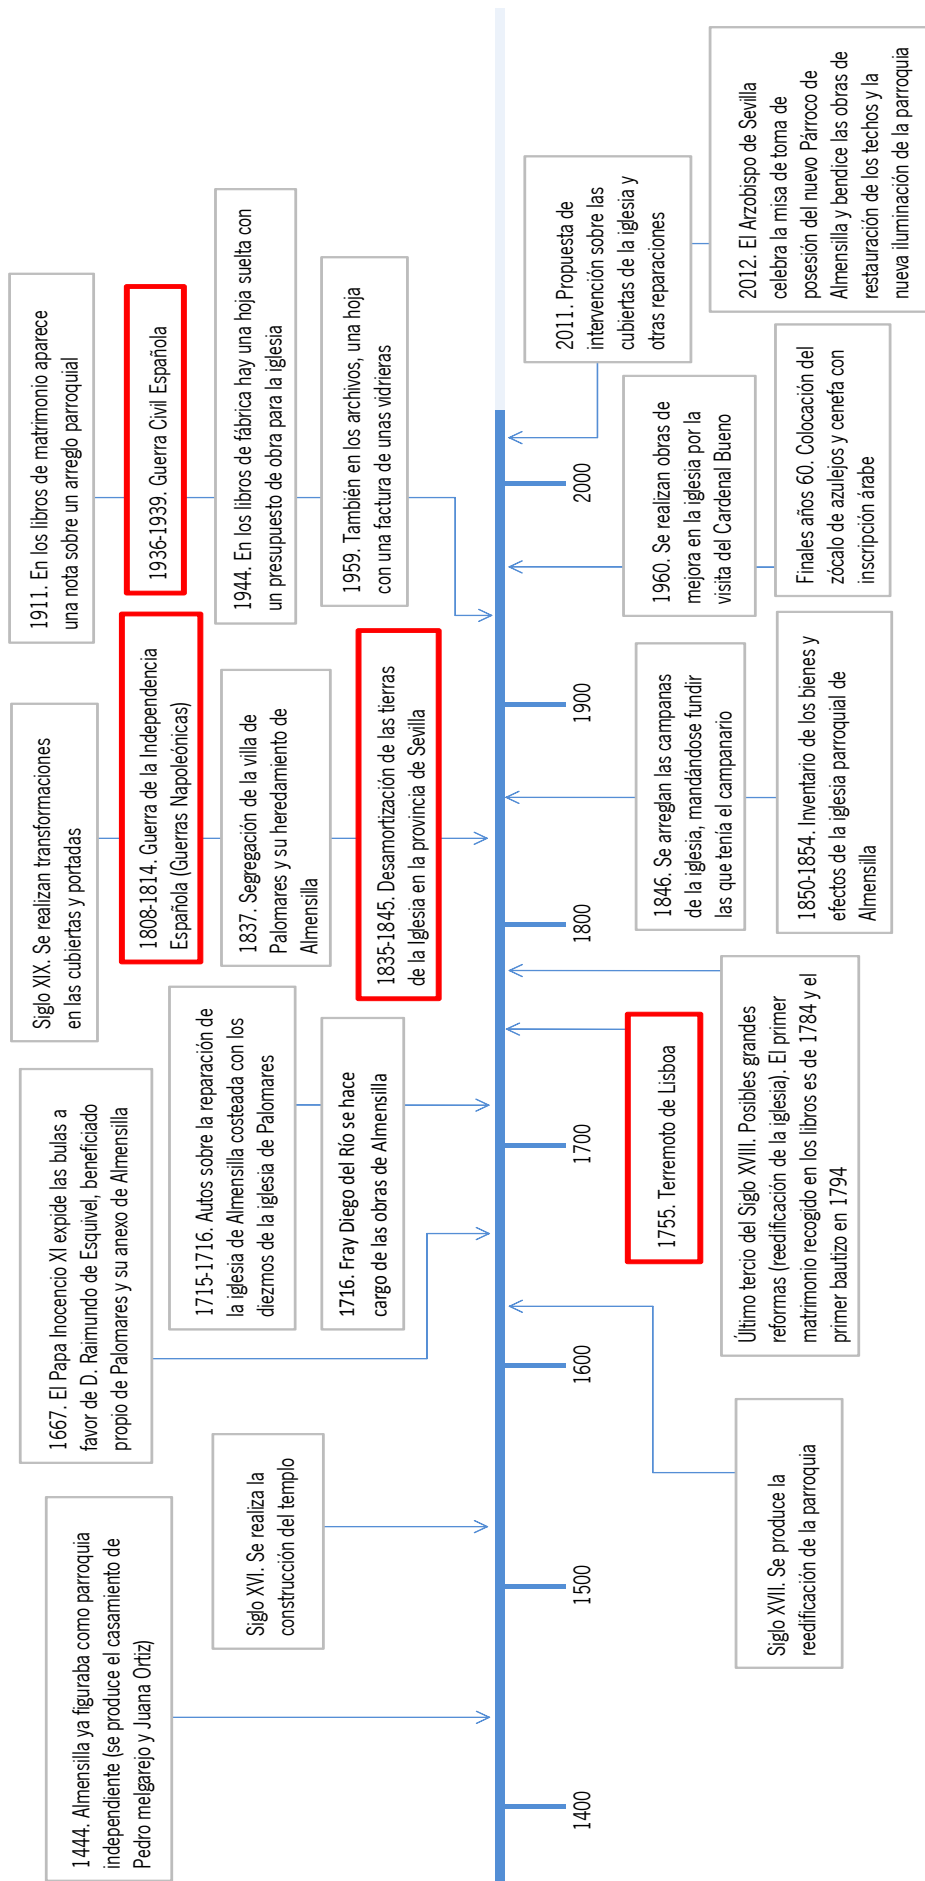 1444. Almensilla ya figuraba como parroquia
independiente (se produce el casamiento de
Pedro melgarejo y Juana Ortiz)
Siglo XVI. Se realiza la
construcción del templo
1667. El Papa Inocencio XI expide las bulas a
favor de D. Raimundo de Esquivel, beneficiado
propio de Palomares y su anexo de Almensilla
1715-1716. Autos sobre la reparación de
la iglesia de Almensilla costeada con los
diezmos de la iglesia de Palomares
1716. Fray Diego del Río se hace
cargo de las obras de Almensilla
Siglo XIX. Se realizan transformaciones
en las cubiertas y portadas
1808-1814. Guerra de la Independencia
Española (Guerras Napoleónicas)
1837. Segregación de la villa de
Palomares y su heredamiento de
Almensilla
1835-1845. Desamortización de las tierras
de la Iglesia en la provincia de Sevilla
1911. En los libros de matrimonio aparece
una nota sobre un arreglo parroquial
1936-1939. Guerra Civil Española
1944. En los libros de fábrica hay una hoja suelta con
un presupuesto de obra para la iglesia
1959. También en los archivos, una hoja
con una factura de unas vidrieras
1400
1500
1600
1700
1800
1900
2000
Siglo XVII. Se produce la
reedificación de la parroquia
1755. Terremoto de Lisboa
Último tercio del Siglo XVIII. Posibles grandes
reformas (reedificación de la iglesia). El primer
matrimonio recogido en los libros es de 1784 y el
primer bautizo en 1794
1846. Se arreglan las campanas
de la iglesia, mandándose fundir
las que tenía el campanario
1850-1854. Inventario de los bienes y
efectos de la iglesia parroquial de
Almensilla
1960. Se realizan obras de
mejora en la iglesia por la
visita del Cardenal Bueno
Finales años 60. Colocación del
zócalo de azulejos y cenefa con
inscripción árabe
2011. Propuesta de
intervención sobre las
cubiertas de la iglesia y
otras reparaciones
2012. El Arzobispo de Sevilla
celebra la misa de toma de
posesión del nuevo Párroco de
Almensilla y bendice las obras de
restauración de los techos y la
nueva iluminación de la parroquia